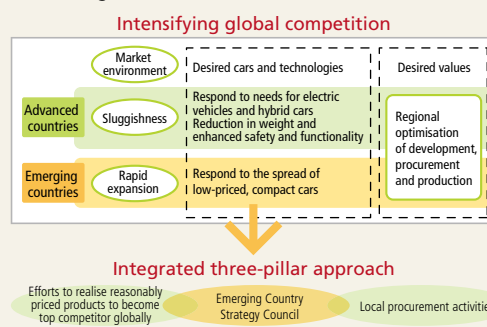 Intensifying global competition
Market
environment
Desired cars and technologies
Desired values
Advanced
countries
Sluggishness
Respond to needs for electric
vehicles and hybrid cars
Reduction in weight and
enhanced safety and functionality
Regional
optimisation
of development,
procurement
and production
Emerging
countries
Rapid
expansion
Respond to the spread of
low-priced, compact cars
Integrated three-pillar approach
Efforts to realise reasonably
priced products to become
top competitor globally
Emerging Country
Strategy Council
Local procurement activitie